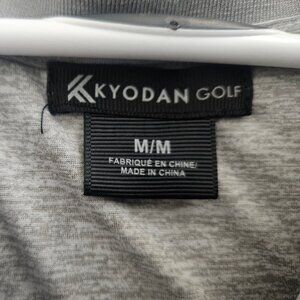 KYODAN GOLF
M/M
FABRIQUÉ EN CHINE/
MADE IN CHINA